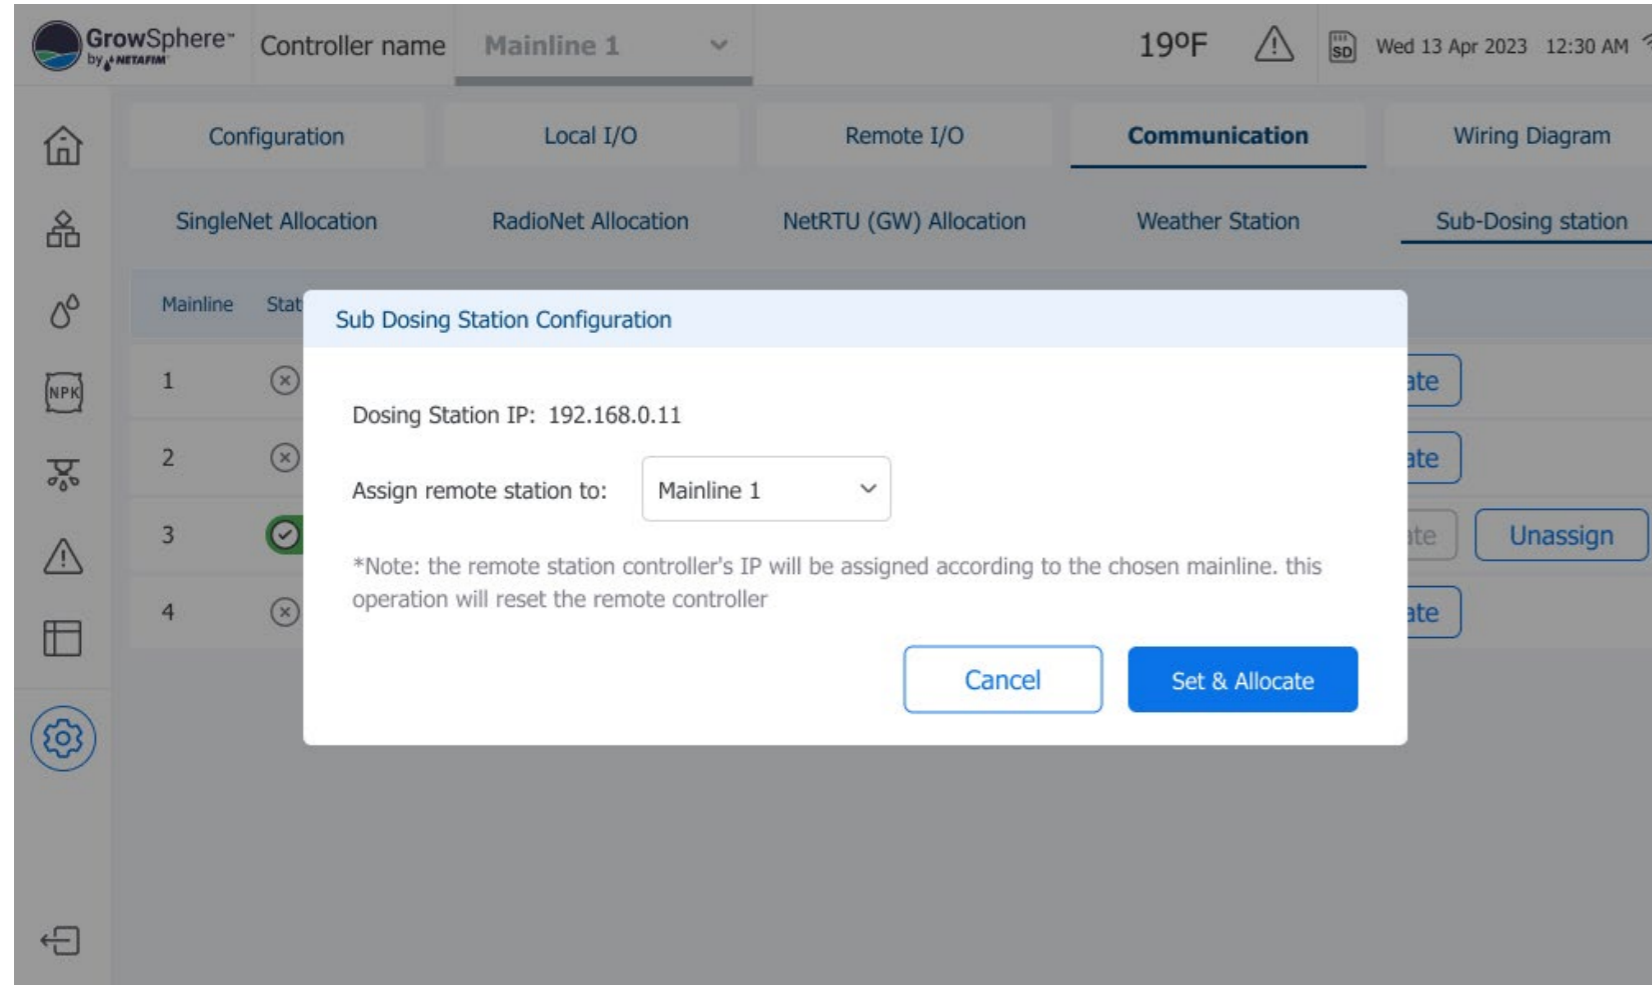 GrowSphere™
by NETAFIM™
Controller name
Mainline 1
19ºF
SD
Wed 13 Apr 2023 12:30 AM
Configuration
Local I/O
Remote I/O
Communication
Wiring Diagram
SingleNet Allocation
RadioNet Allocation
NetRTU (GW) Allocation
Weather Station
Sub-Dosing station
Mainline Stat
Sub Dosing Station Configuration
1
ate
NPK
Dosing Station IP: 192.168.0.11
2
ate
Assign remote station to: Mainline 1
3
ate
Unassign
*Note: the remote station controller's IP will be assigned according to the chosen mainline. this
operation will reset the remote controller
4
ate
Cancel
Set & Allocate